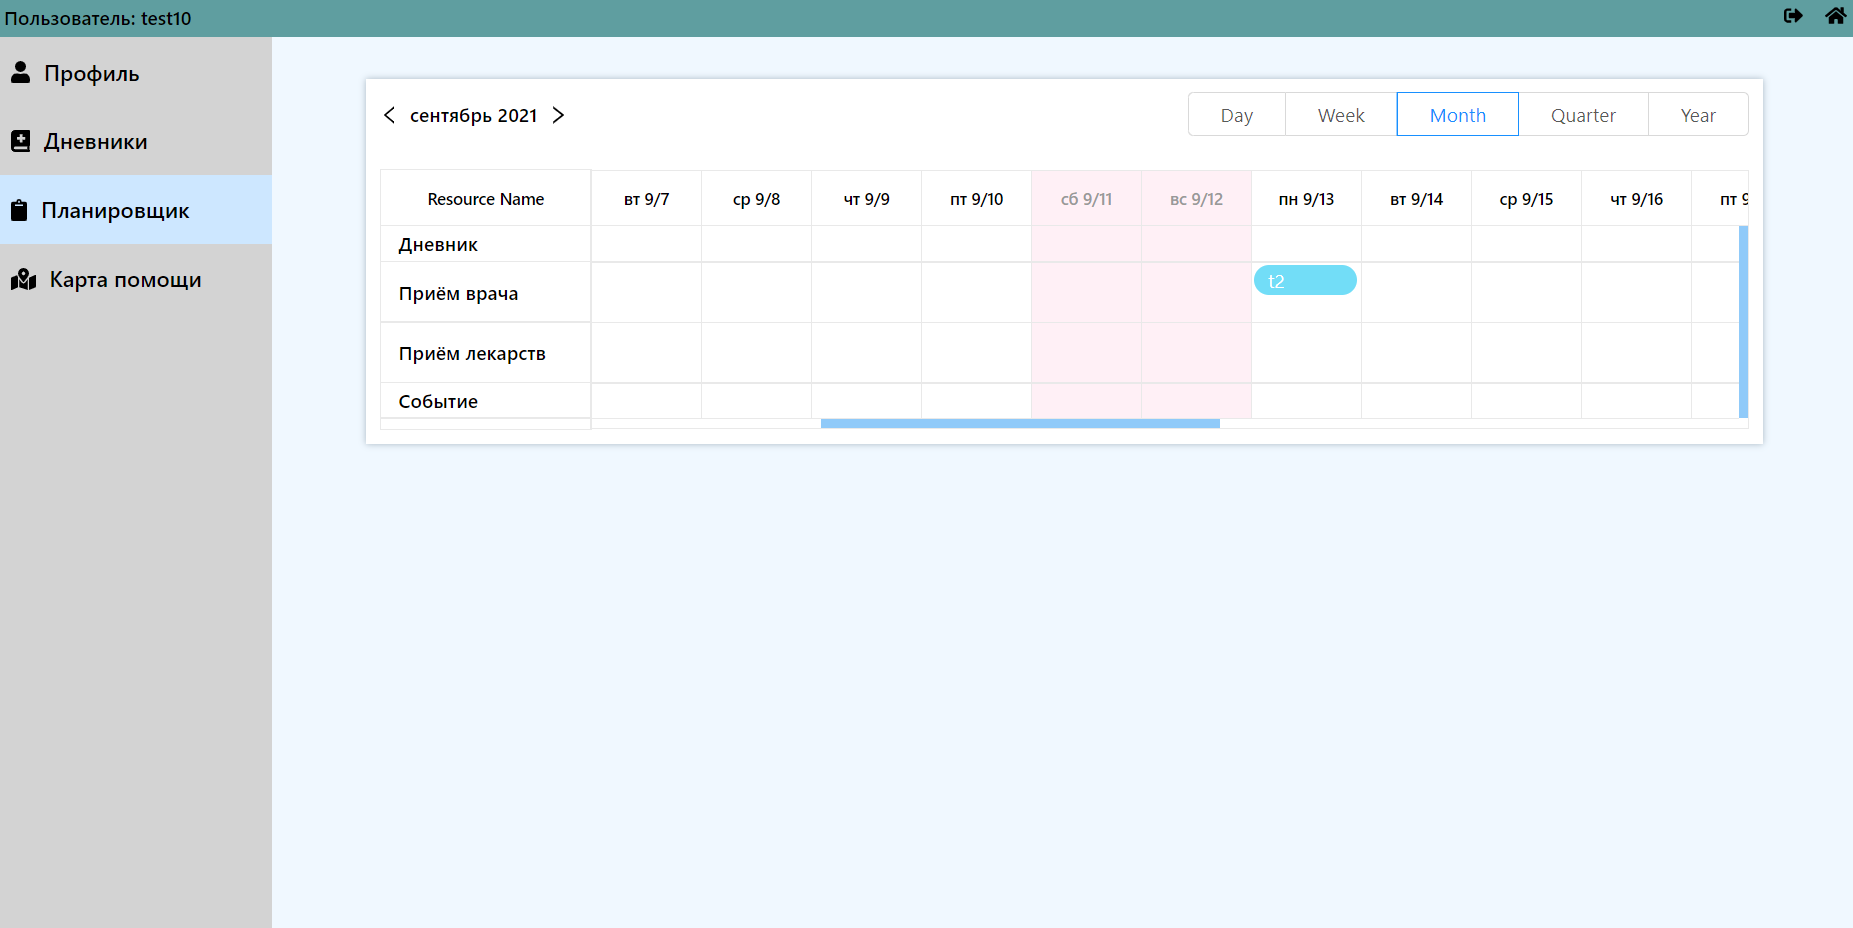 Пользователь: test10
Профиль
Дневники
Планировщик
Карта помощи
сентябрь 2021
Day Week Month Quarter Year
Resource Name вт 9/7 ср 9/8 чт 9/9 пт 9/10 сб 9/11 вс 9/12 пн 9/13 вт 9/14 ср 9/15 чт 9/16 пт 9
Дневник
Приём врача t2
Приём лекарств
Событие